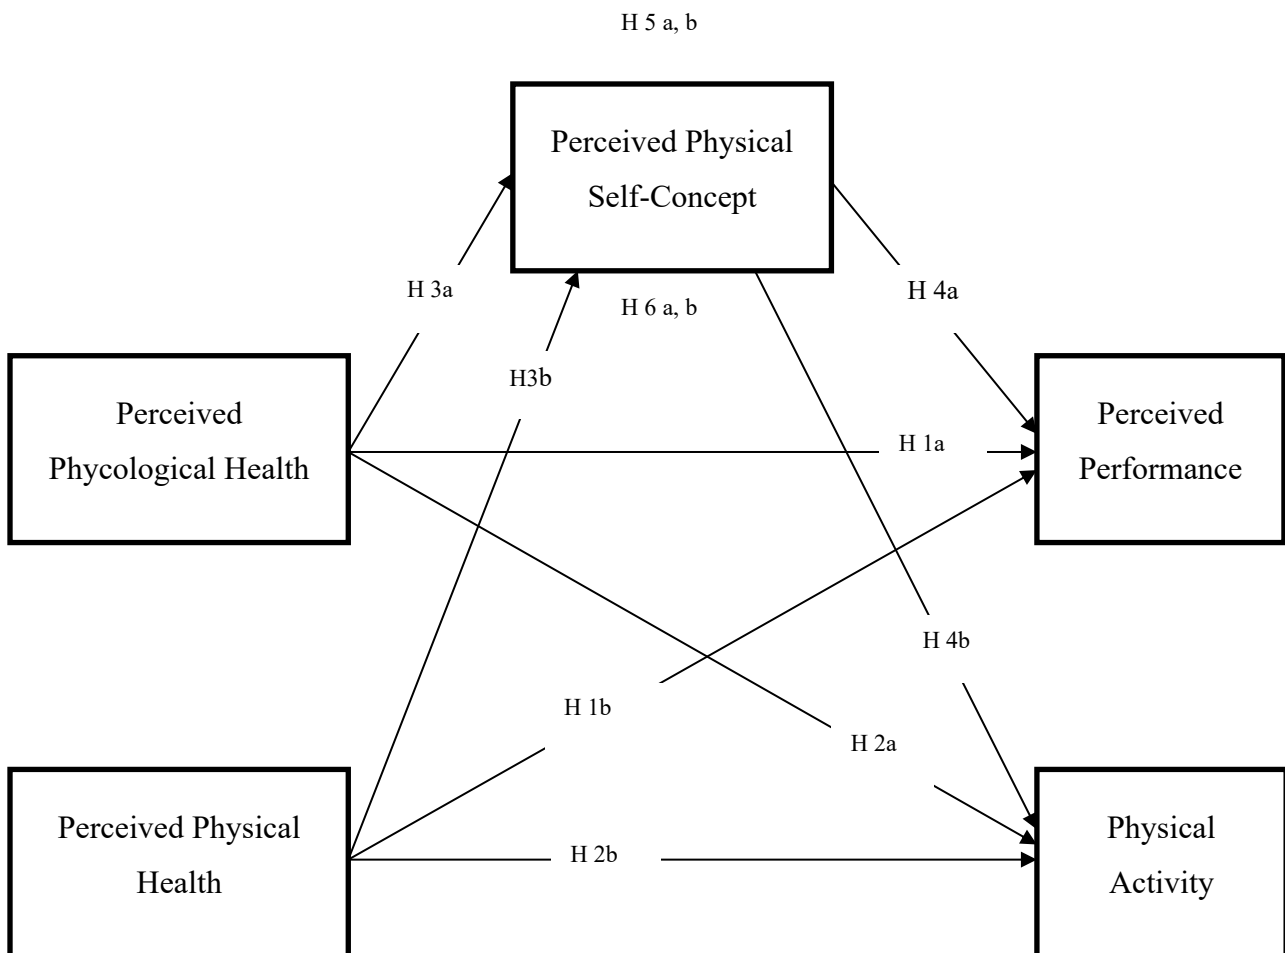 H 5 a, b
Perceived Physical
Self-Concept
H 3a
H 4a
H 6 a, b
H3b
Perceived
Phycological Health
H 1a
Perceived
Performance
H 4b
H 1b
H 2a
Perceived Physical
Health
H 2b
Physical
Activity